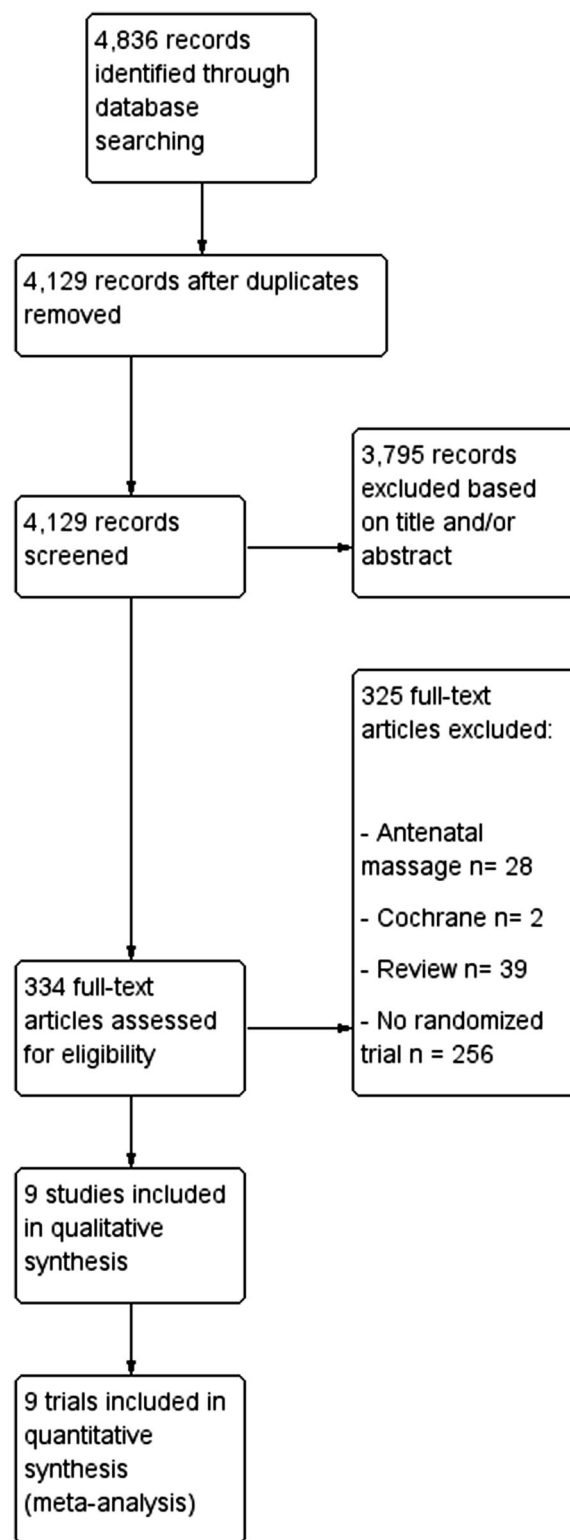 4,836 records
identified through
database
searching
4,129 records after duplicates
removed
4,129 records
screened
3,795 records
excluded based
on title and/or
abstract
325 full-text
articles excluded:
- Antenatal
massage n= 28
- Cochrane n= 2
- Review n= 39
- No randomized
trial n = 256
334 full-text
articles assessed
for eligibility
9 studies included
in qualitative
synthesis
9 trials included in
quantitative
synthesis
(meta-analysis)